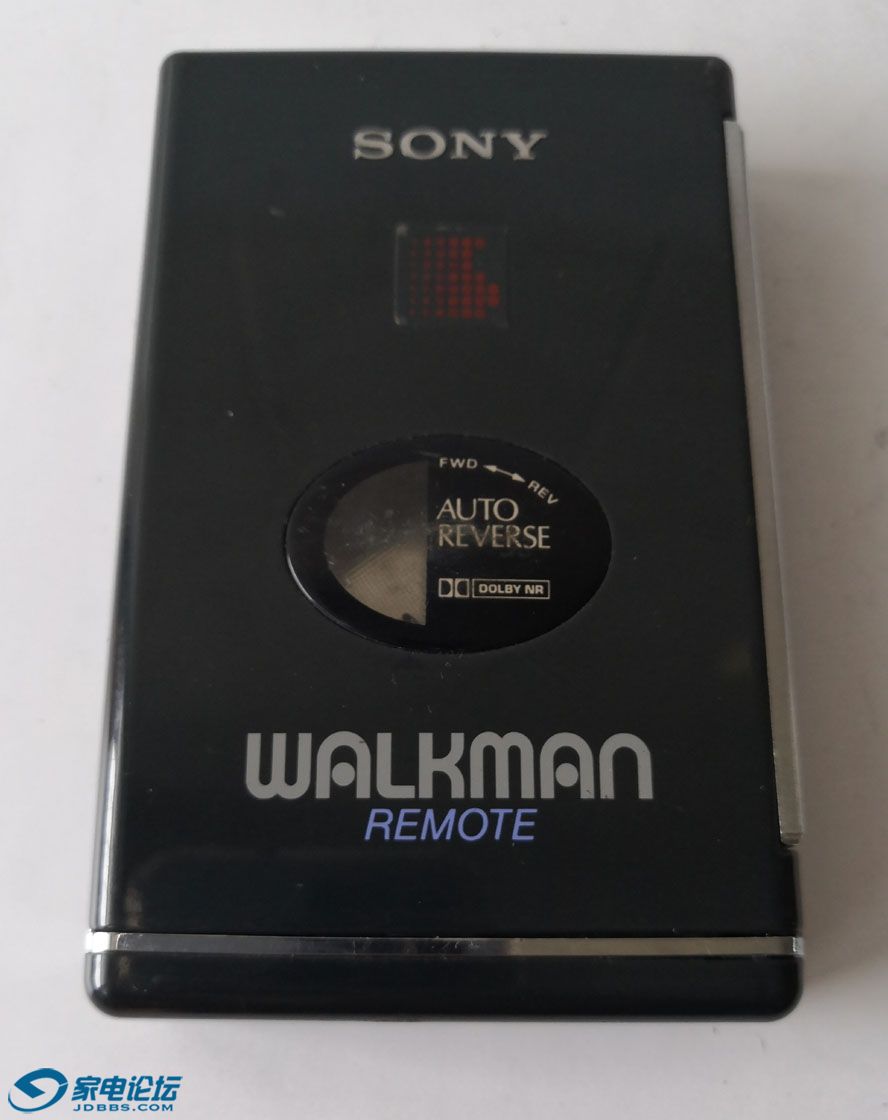 SONY
FWD
REV
AUTO
REVERSE
DOLBY NR
WALKMAN
REMOTE
家电论坛
JDBBS.COM